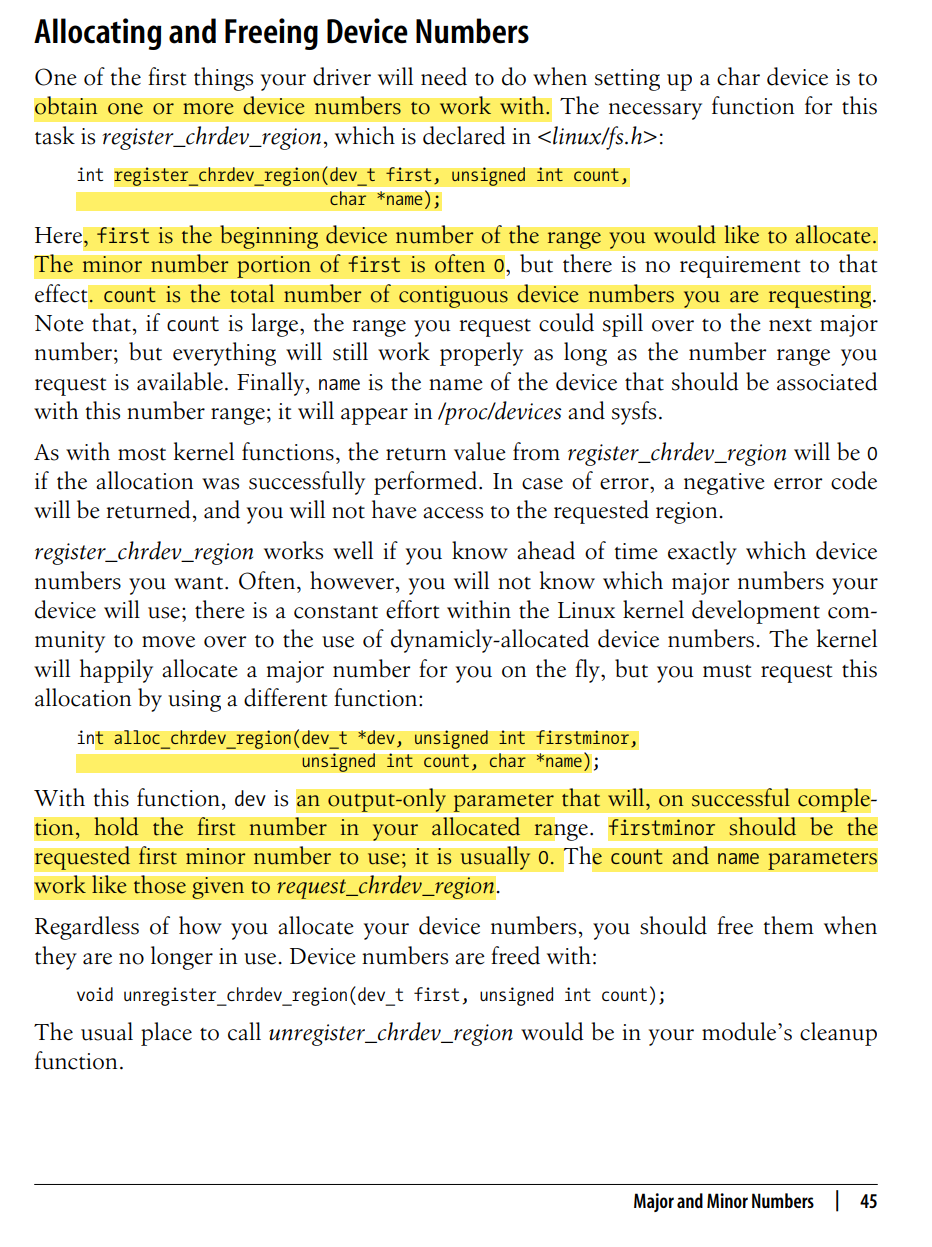 Allocating and Freeing Device Numbers
One of the first things your driver will need to do when setting up a char device is to
obtain one or more device numbers to work with. The necessary function for this
task is register_chrdev_region, which is declared in <linux/fs.h>:
int register_chrdev_region(dev_t first, unsigned int count,
char *name);
Here, first is the beginning device number of the range you would like to allocate.
The minor number portion of first is often 0, but there is no requirement to that
effect. count is the total number of contiguous device numbers you are requesting.
Note that, if count is large, the range you request could spill over to the next major
number; but everything will still work properly as long as the number range you
request is available. Finally, name is the name of the device that should be associated
with this number range; it will appear in /proc/devices and sysfs.
As with most kernel functions, the return value from register_chrdev_region will be 0
if the allocation was successfully performed. In case of error, a negative error code
will be returned, and you will not have access to the requested region.
register_chrdev_region works well if you know ahead of time exactly which device
numbers you want. Often, however, you will not know which major numbers your
device will use; there is a constant effort within the Linux kernel development com-
munity to move over to the use of dynamicly-allocated device numbers. The kernel
will happily allocate a major number for you on the fly, but you must request this
allocation by using a different function:
int alloc_chrdev_region(dev_t *dev, unsigned int firstminor,
unsigned int count, char *name);
With this function, dev is an output-only parameter that will, on successful comple-
tion, hold the first number in your allocated range. firstminor should be the
requested first minor number to use; it is usually 0. The count and name parameters
work like those given to request_chrdev_region.
Regardless of how you allocate your device numbers, you should free them when
they are no longer in use. Device numbers are freed with:
void unregister_chrdev_region(dev_t first, unsigned int count);
The usual place to call unregister_chrdev_region would be in your module's cleanup
function.
Major and Minor Numbers | 45